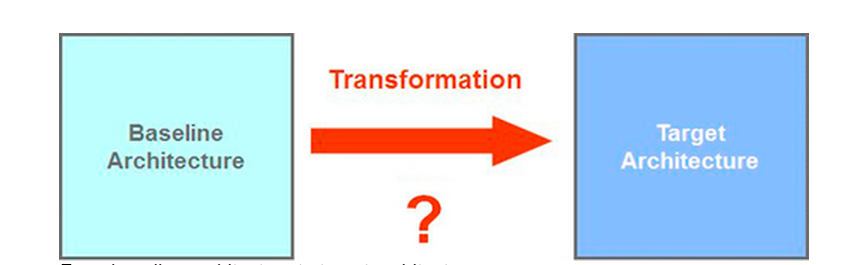 Transformation
Baseline
Architecture
Target
Architecture
?